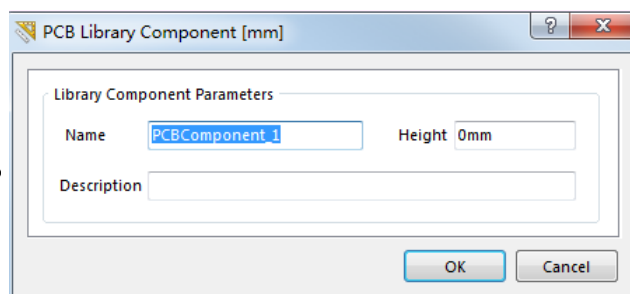 PCB Library Component [mm]
Library Component Parameters
Name PCBComponent_1 Height 0mm
Description
OK Cancel